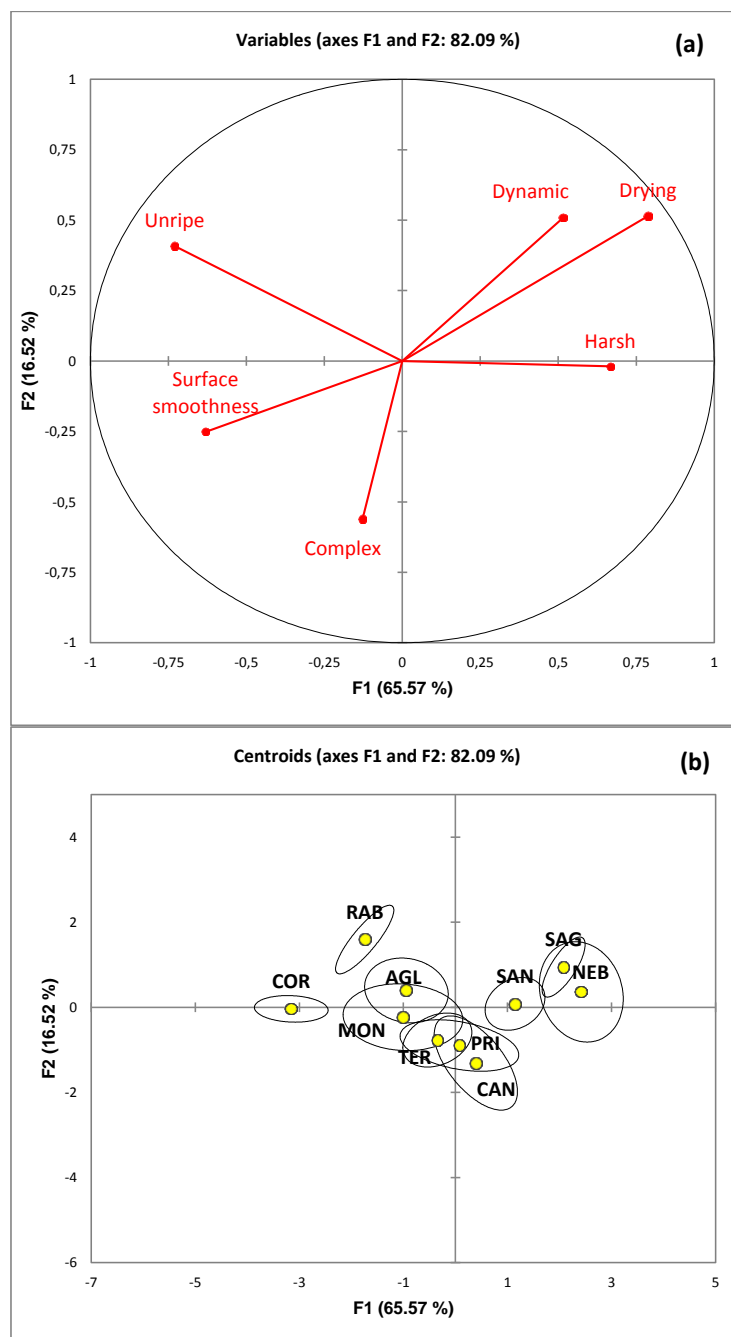 Variables (axes F1 and F2: 82.09 %)
(a)
1
0,75
0,5
0,25
0
-0,25
-0,5
-0,75
-1
F2 (16.52 %)
Dynamic
Drying
Unripe
Harsh
Surface
smoothness
Complex
-1
-0,75
-0,5
-0,25
0
0,25
0,5
0,75
1
F1 (65.57 %)
Centroids (axes F1 and F2: 82.09 %)
(b)
4
2
0
-2
-4
-6
F2 (16.52 %)
RAB
SAG
COR
AGL
SAN
NEB
MON
TER
PRI
CAN
-7
-5
-3
-1
1
3
5
F1 (65.57 %)